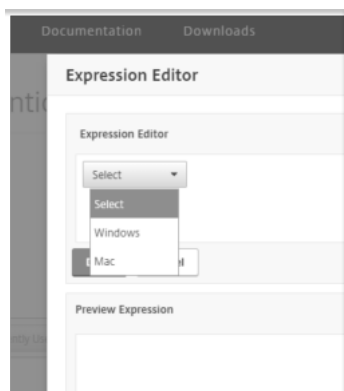 Documentation Downloads
Expression Editor
Expression Editor
Select
Select
Windows
Mac
Preview Expression